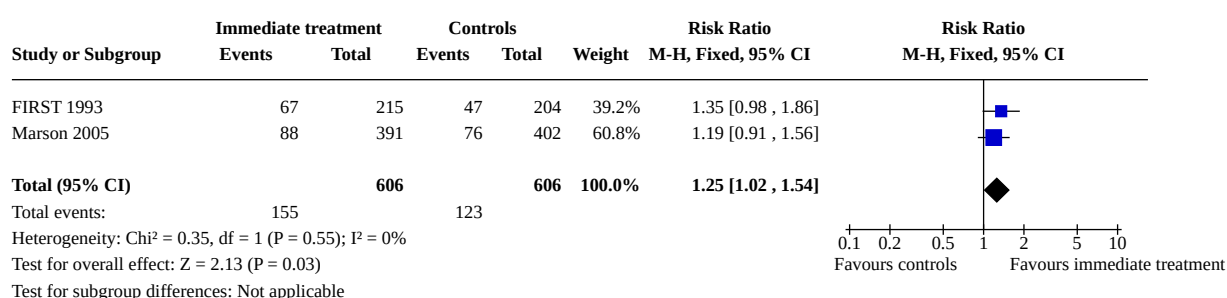 Immediate treatment Controls Risk Ratio Risk Ratio
Study or Subgroup Events Total Events Total Weight M-H, Fixed, 95% CI M-H, Fixed, 95% CI
FIRST 1993 67 215 47 204 39.2% 1.35 [0.98 , 1.86]
Marson 2005 88 391 76 402 60.8% 1.19 [0.91 , 1.56]
Total (95% CI) 606 606 100.0% 1.25 [1.02 , 1.54]
Total events: 155 123
Heterogeneity: Chi² = 0.35, df = 1 (P = 0.55); I² = 0%
0.1 0.2 0.5 1 2 5 10
Test for overall effect: Z = 2.13 (P = 0.03) Favours controls Favours immediate treatment
Test for subgroup differences: Not applicable